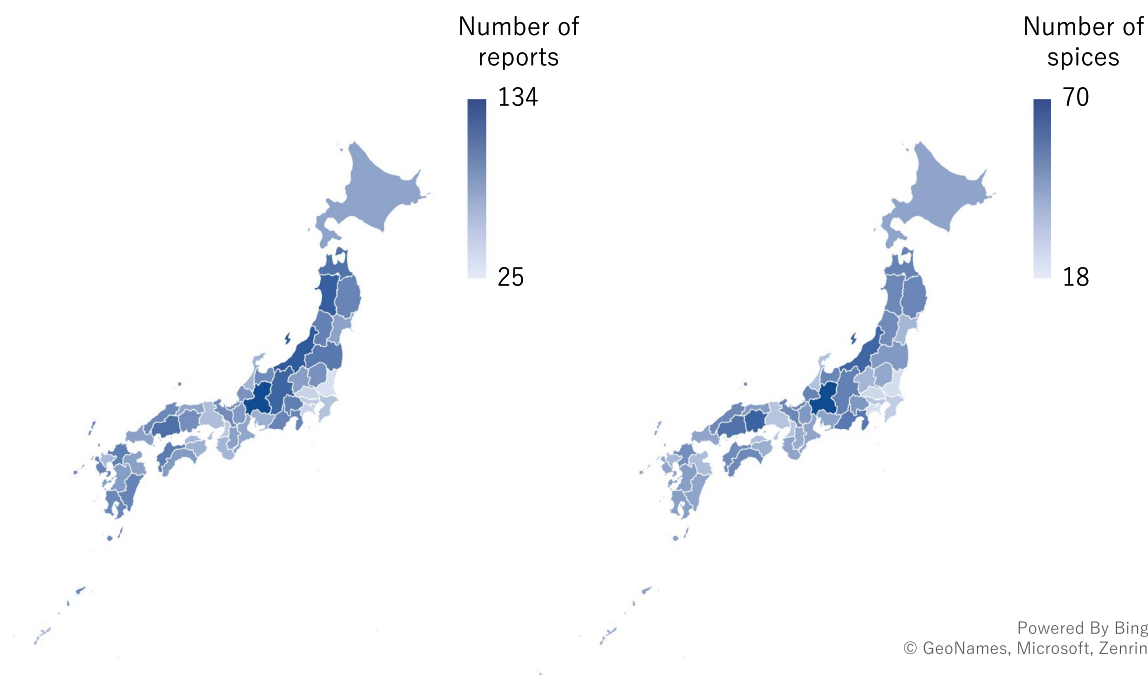 Number of
reports
134
25
Number of
spices
70
18
Powered By Bing
© GeoNames, Microsoft, Zenrin